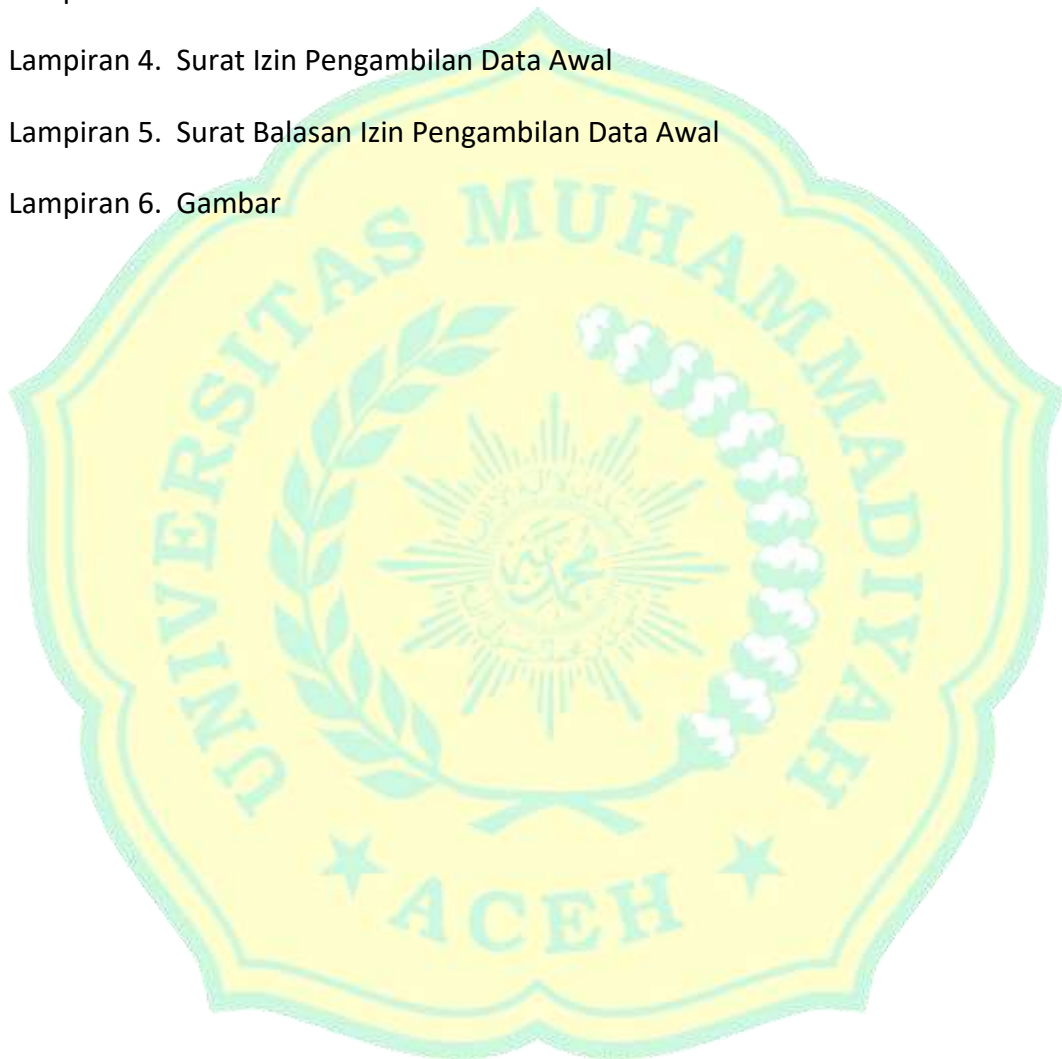 Lampiran 4. Surat Izin Pengambilan Data Awal
Lampiran 5. Surat Balasan Izin Pengambilan Data Awal
Lampiran 6. Gambar
UNIVERSITAS MUHAMMADIYAH
محمد
ACEH